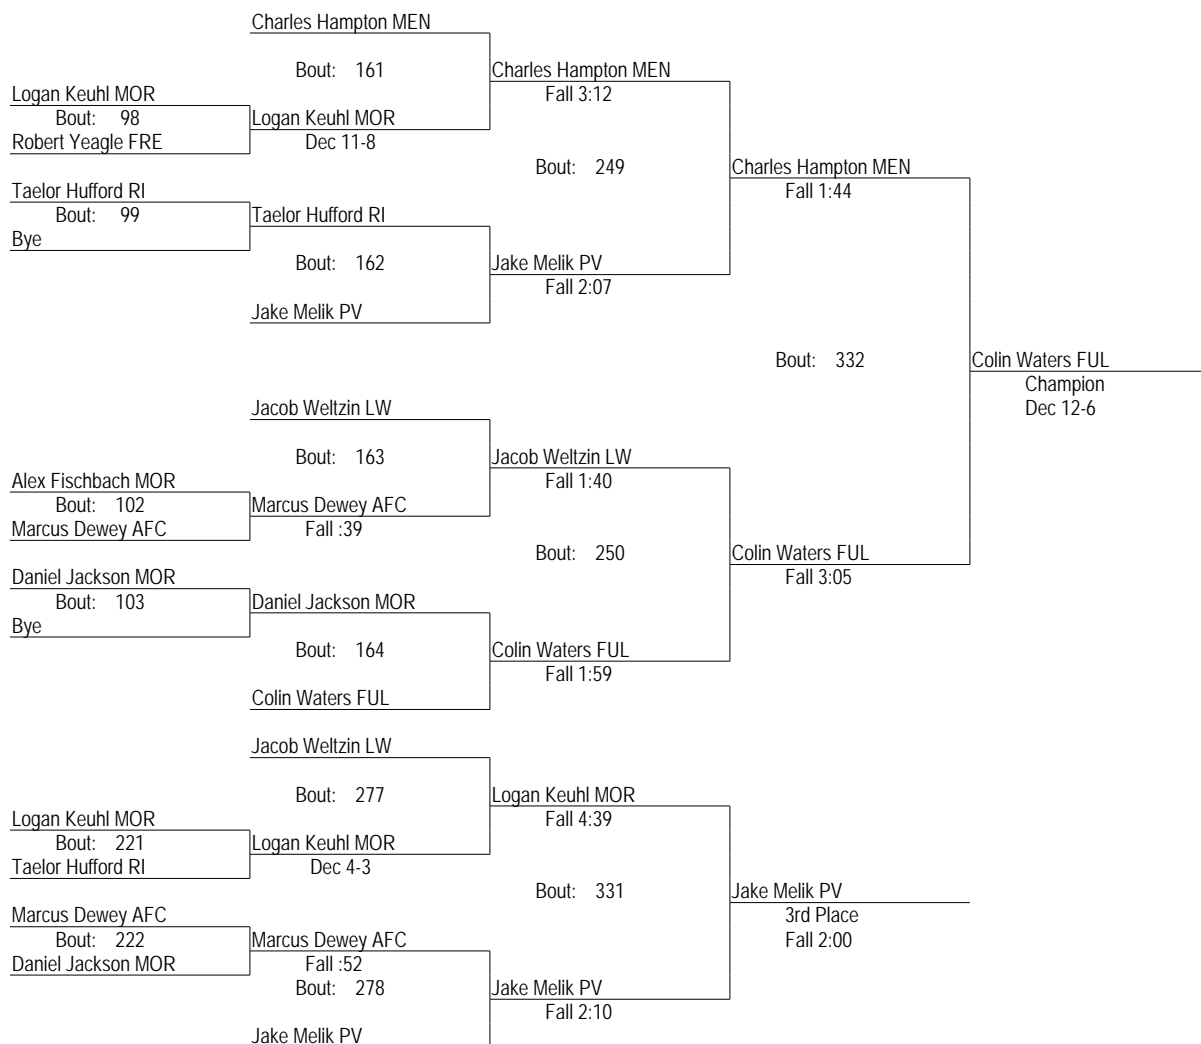 Charles Hampton MEN
Bout: 161
Charles Hampton MEN
Logan Keuhl MOR
Fall 3:12
Bout: 98
Logan Keuhl MOR
Robert Yeagle FRE
Dec 11-8
Bout: 249
Charles Hampton MEN
Taelor Hufford RI
Fall 1:44
Bout: 99
Taelor Hufford RI
Bye
Bout: 162
Jake Melik PV
Fall 2:07
Jake Melik PV
Bout: 332
Colin Waters FUL
Champion
Jacob Weltzin LW
Dec 12-6
Bout: 163
Jacob Weltzin LW
Alex Fischbach MOR
Fall 1:40
Bout: 102
Marcus Dewey AFC
Marcus Dewey AFC
Fall :39
Bout: 250
Colin Waters FUL
Daniel Jackson MOR
Fall 3:05
Bout: 103
Daniel Jackson MOR
Bye
Bout: 164
Colin Waters FUL
Fall 1:59
Colin Waters FUL
Jacob Weltzin LW
Bout: 277
Logan Keuhl MOR
Logan Keuhl MOR
Fall 4:39
Bout: 221
Logan Keuhl MOR
Taelor Hufford RI
Dec 4-3
Bout: 331
Jake Melik PV
Marcus Dewey AFC
3rd Place
Bout: 222
Marcus Dewey AFC
Fall 2:00
Daniel Jackson MOR
Fall :52
Bout: 278
Jake Melik PV
Fall 2:10
Jake Melik PV